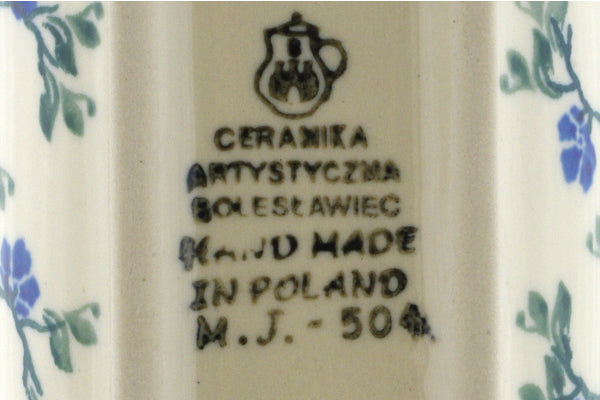 CERAMIKA
ARTYSTYCZNA
BOLESŁAWIEC
HAND MADE
IN POLAND
M.J.-504